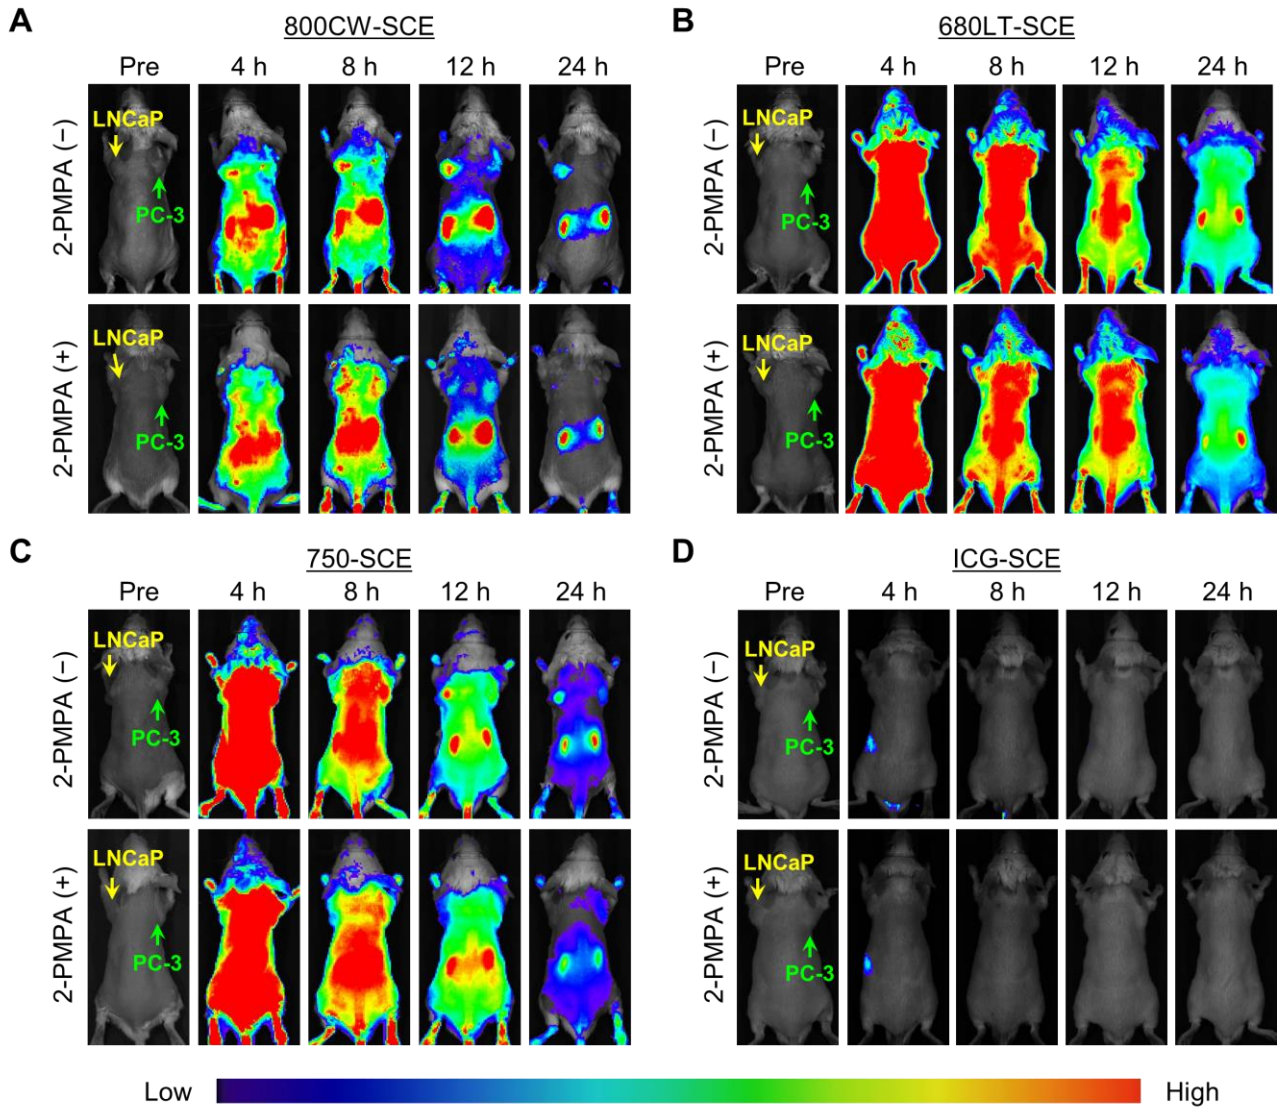 A
800CW-SCE
Pre 4 h 8 h 12 h 24 h
2-PMPA (−)
LNCaP
PC-3
2-PMPA (+)
LNCaP
PC-3
B
680LT-SCE
Pre 4 h 8 h 12 h 24 h
2-PMPA (−)
LNCaP
PC-3
2-PMPA (+)
LNCaP
PC-3
C
750-SCE
Pre 4 h 8 h 12 h 24 h
2-PMPA (−)
LNCaP
PC-3
2-PMPA (+)
LNCaP
PC-3
D
ICG-SCE
Pre 4 h 8 h 12 h 24 h
2-PMPA (−)
LNCaP
PC-3
2-PMPA (+)
LNCaP
PC-3
Low High